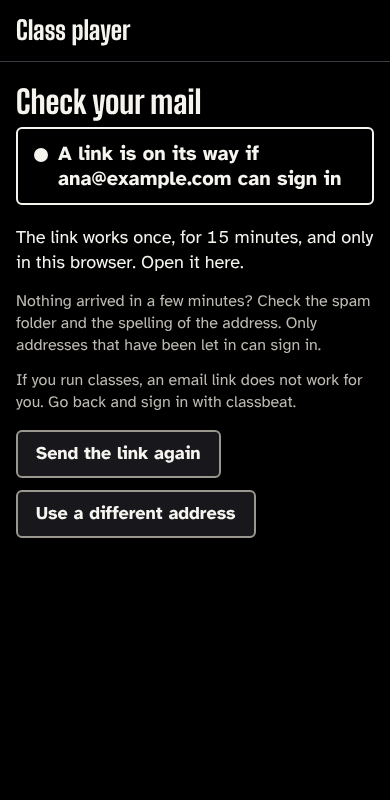 Class player
Check your mail
A link is on its way if
ana@example.com can sign in
The link works once, for 15 minutes, and only
in this browser. Open it here.
Nothing arrived in a few minutes? Check the spam
folder and the spelling of the address. Only
addresses that have been let in can sign in.
If you run classes, an email link does not work for
you. Go back and sign in with classbeat.
Send the link again
Use a different address